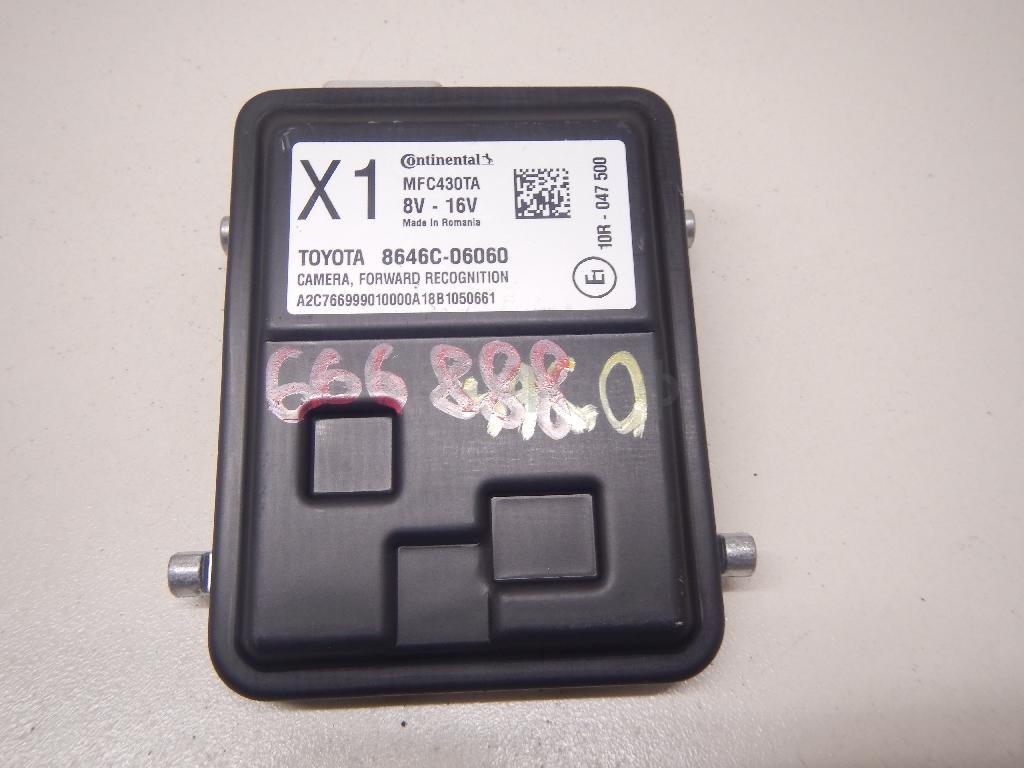 X1
Continental
MFC430TA
8V - 16V
Made in Romania
10R - 047 500
TOYOTA 8646C-06060
CAMERA, FORWARD RECOGNITION
E1
A2C766999010000A18B1050661
666 888 0